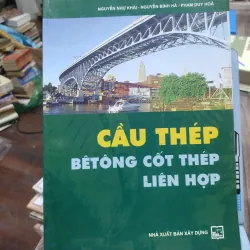 NGUYỄN NHƯ KHẢI - NGUYỄN BÌNH HÀ - PHẠM DUY HOÀ
CẦU THÉP
BÊTÔNG CỐT THÉP
LIÊN HỢP
NHÀ XUẤT BẢN XÂY DỰNG